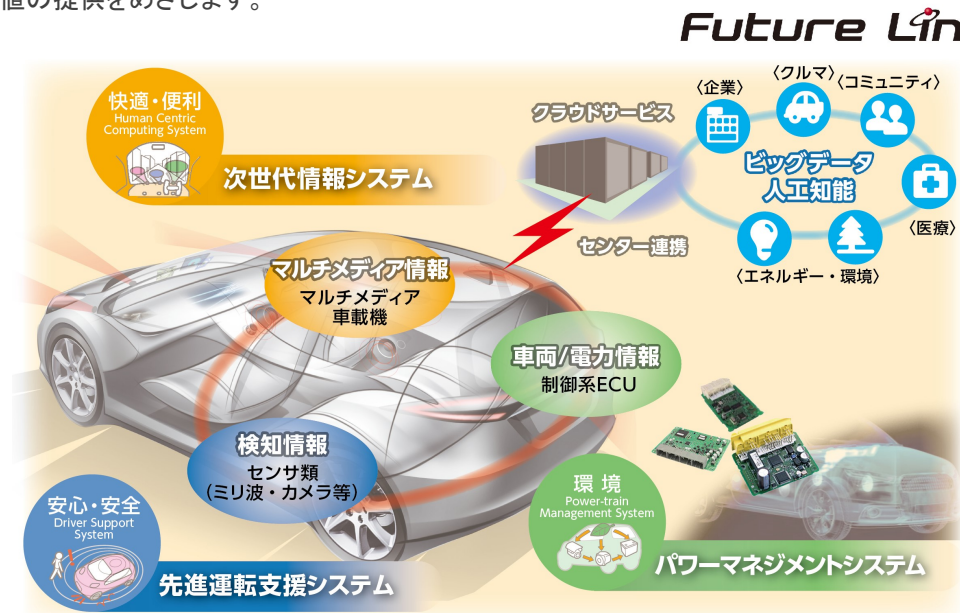 値の提供をめざします。
Future Lin
快適・便利
Human Centric
Computing System
次世代情報システム
クラウドサービス
センター連携
〈企業〉
〈クルマ〉
〈コミュニティ〉
ビッグデータ
人工知能
〈医療〉
〈エネルギー・環境〉
マルチメディア情報
マルチメディア
車載機
車両/電力情報
制御系ECU
検知情報
センサ類
(ミリ波・カメラ等)
安心・安全
Driver Support
System
先進運転支援システム
環 境
Power-train
Management System
パワーマネジメントシステム